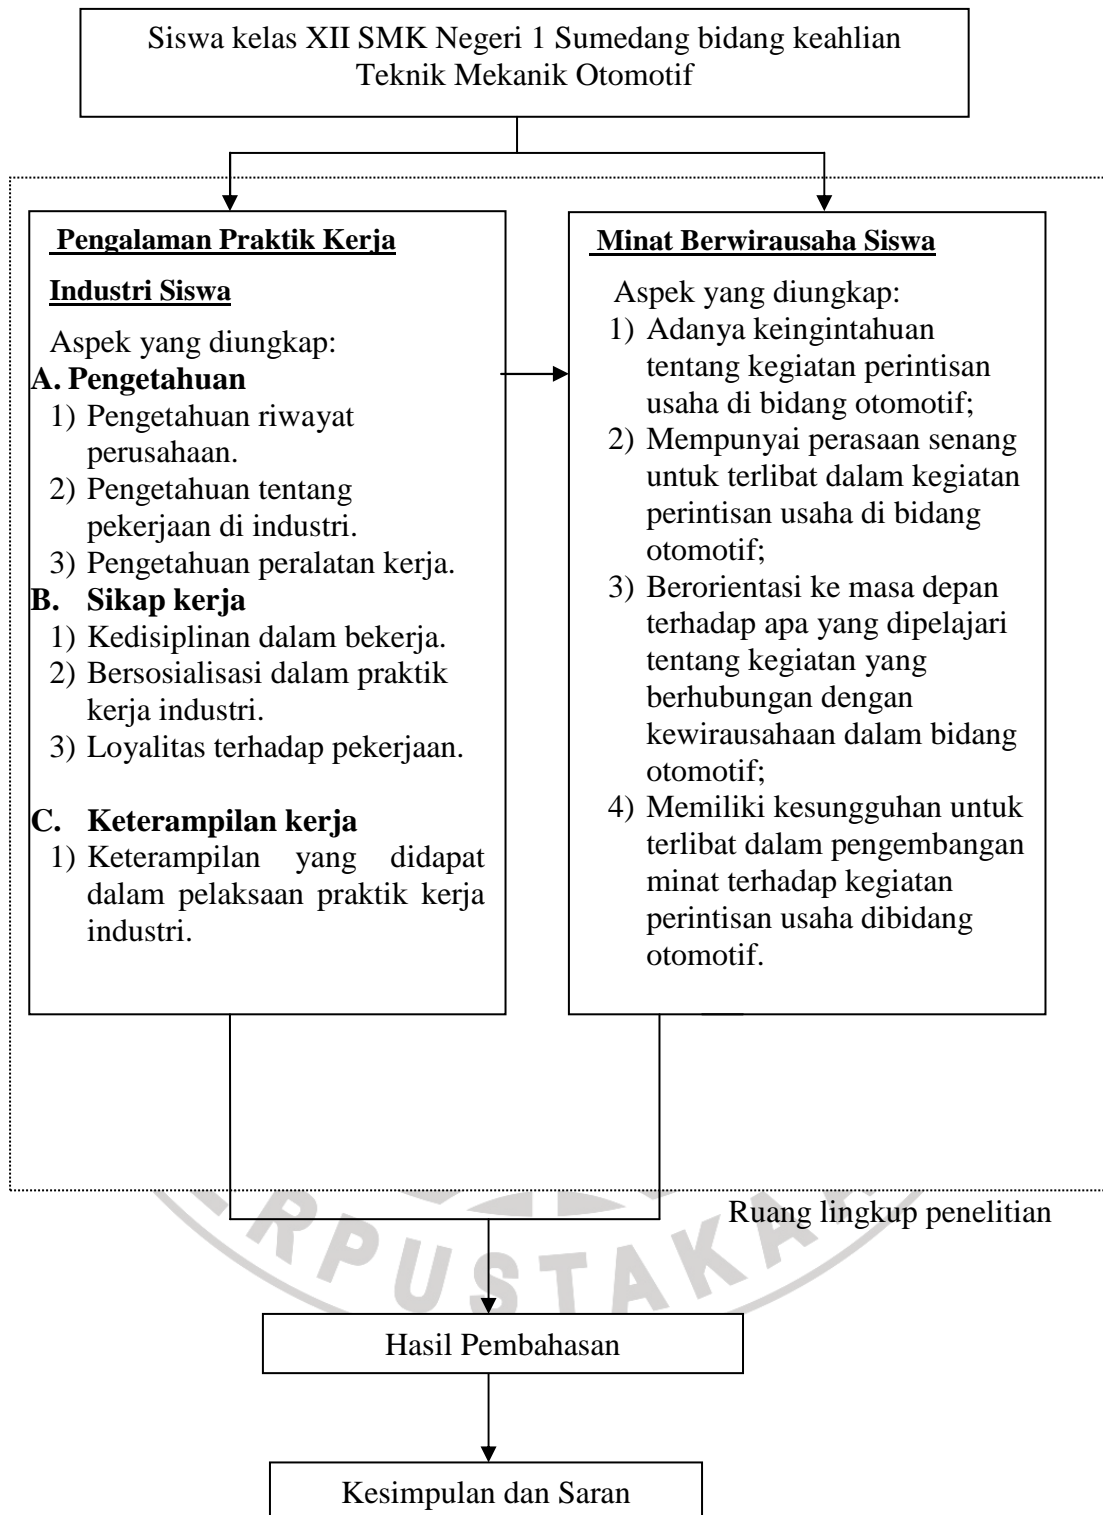 Siswa kelas XII SMK Negeri 1 Sumedang bidang keahlian
Teknik Mekanik Otomotif
Pengalaman Praktik Kerja
Industri Siswa
Aspek yang diungkap:
A. Pengetahuan
1) Pengetahuan riwayat
perusahaan.
2) Pengetahuan tentang
pekerjaan di industri.
3) Pengetahuan peralatan kerja.
B. Sikap kerja
1) Kedisiplinan dalam bekerja.
2) Bersosialisasi dalam praktik
kerja industri.
3) Loyalitas terhadap pekerjaan.
C. Keterampilan kerja
1) Keterampilan yang didapat
dalam pelaksaan praktik kerja
industri.
Minat Berwirausaha Siswa
Aspek yang diungkap:
1) Adanya keingintahuan
tentang kegiatan perintisan
usaha di bidang otomotif;
2) Mempunyai perasaan senang
untuk terlibat dalam kegiatan
perintisan usaha di bidang
otomotif;
3) Berorientasi ke masa depan
terhadap apa yang dipelajari
tentang kegiatan yang
berhubungan dengan
kewirausahaan dalam bidang
otomotif;
4) Memiliki kesungguhan untuk
terlibat dalam pengembangan
minat terhadap kegiatan
perintisan usaha dibidang
otomotif.
Ruang lingkup penelitian
Hasil Pembahasan
Kesimpulan dan Saran